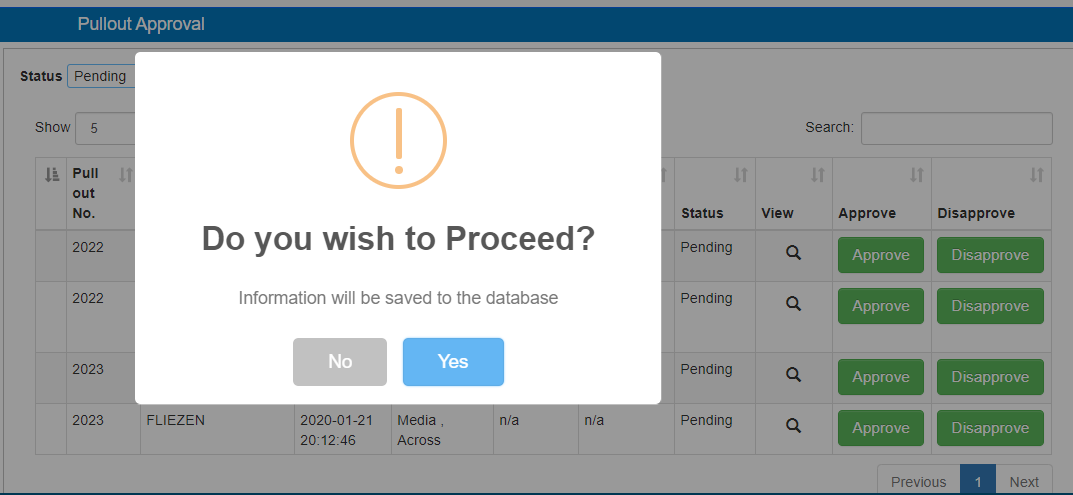 Pullout Approval
Status Pending
Show 5
Search:
Pull
out
No.
Status View Approve Disapprove
!
Do you wish to Proceed?
Information will be saved to the database
No Yes
2022 Pending Approve Disapprove
2022 Pending Approve Disapprove
2023 Pending Approve Disapprove
2023 FLIEZEN 2020-01-21 Media , n/a n/a Pending Approve Disapprove
20:12:46 Across
Previous 1 Next